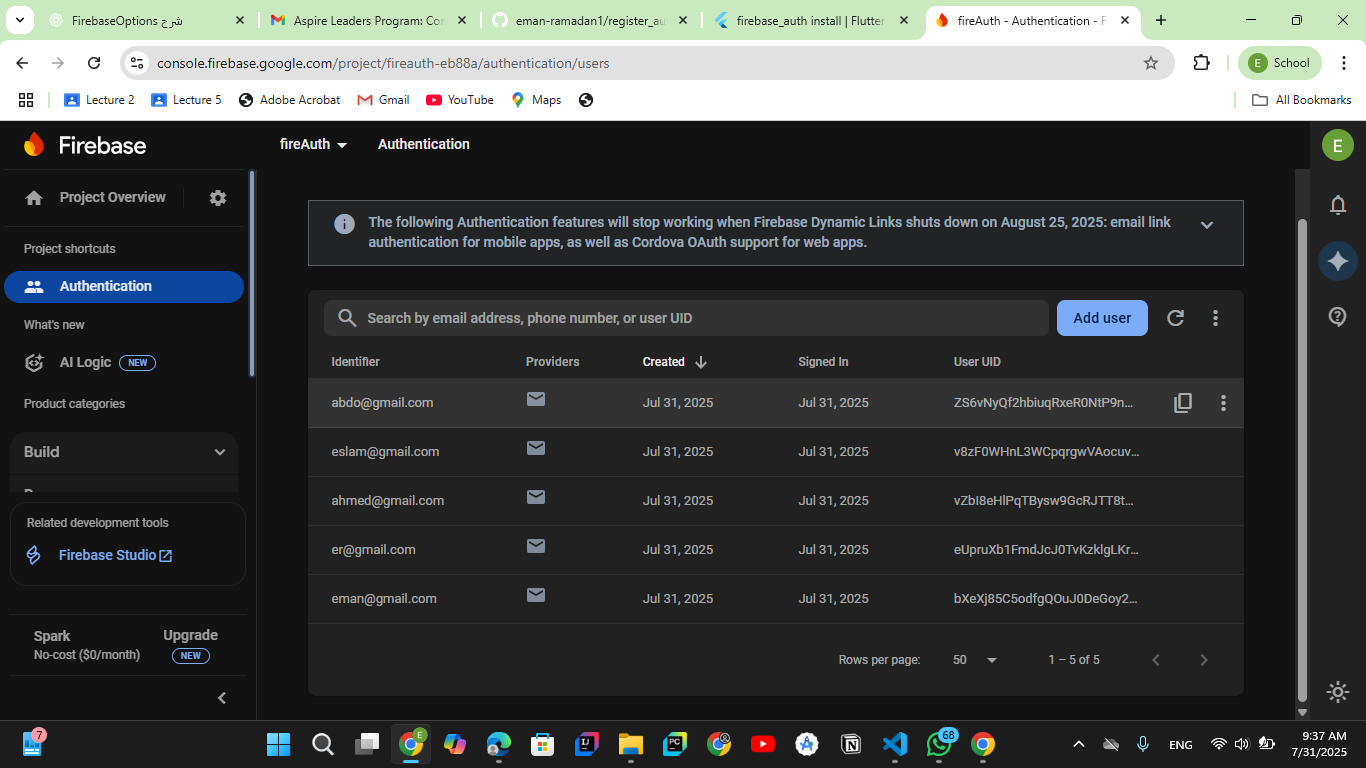 FirebaseOptions شرح
Aspire Leaders Program: Cor
eman-ramadan1/register_au
firebase_auth install | Flutter
fireAuth - Authentication - F
console.firebase.google.com/project/fireauth-eb88a/authentication/users
E School
Lecture 2
Lecture 5
Adobe Acrobat
Gmail
YouTube
Maps
All Bookmarks
Firebase
fireAuth
Authentication
E
Project Overview
Project shortcuts
Authentication
What's new
AI Logic NEW
Product categories
Build
Related development tools
Firebase Studio
Spark
No-cost ($0/month)
Upgrade
NEW
The following Authentication features will stop working when Firebase Dynamic Links shuts down on August 25, 2025: email link
authentication for mobile apps, as well as Cordova OAuth support for web apps.
Search by email address, phone number, or user UID
Add user
Identifier Providers Created Signed In User UID
abdo@gmail.com Jul 31, 2025 Jul 31, 2025 ZS6vNyQf2hbiuqRxeR0NtP9n...
eslam@gmail.com Jul 31, 2025 Jul 31, 2025 v8zF0WHnL3WCpqrgwVAocuv...
ahmed@gmail.com Jul 31, 2025 Jul 31, 2025 vZbI8eHlPqTBysw9GcRJTT8t...
er@gmail.com Jul 31, 2025 Jul 31, 2025 eUpruXb1FmdJcJ0TvKzklgLKr...
eman@gmail.com Jul 31, 2025 Jul 31, 2025 bXeXj85C5odfgQOuJ0DeGoy2...
Rows per page: 50 1 – 5 of 5
7
E
PC
68
ENG
9:37 AM
7/31/2025